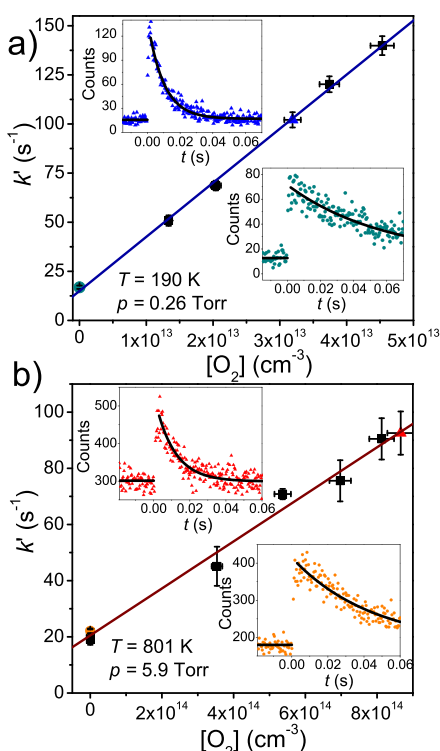 a)
150
125
100
75
50
25
0
k' (s⁻¹)
120
90
60
30
0
Counts
0.00 0.02 0.04 0.06
t (s)
80
60
40
20
0
Counts
0.00 0.02 0.04 0.06
t (s)
T = 190 K
p = 0.26 Torr
0 1x10¹³ 2x10¹³ 3x10¹³ 4x10¹³ 5x10¹³
[O₂] (cm⁻³)
b)
100
80
60
40
20
0
k' (s⁻¹)
500
400
300
Counts
0.00 0.02 0.04 0.06
t (s)
400
300
200
Counts
0.00 0.02 0.04 0.06
t (s)
T = 801 K
p = 5.9 Torr
0 2x10¹⁴ 4x10¹⁴ 6x10¹⁴ 8x10¹⁴
[O₂] (cm⁻³)